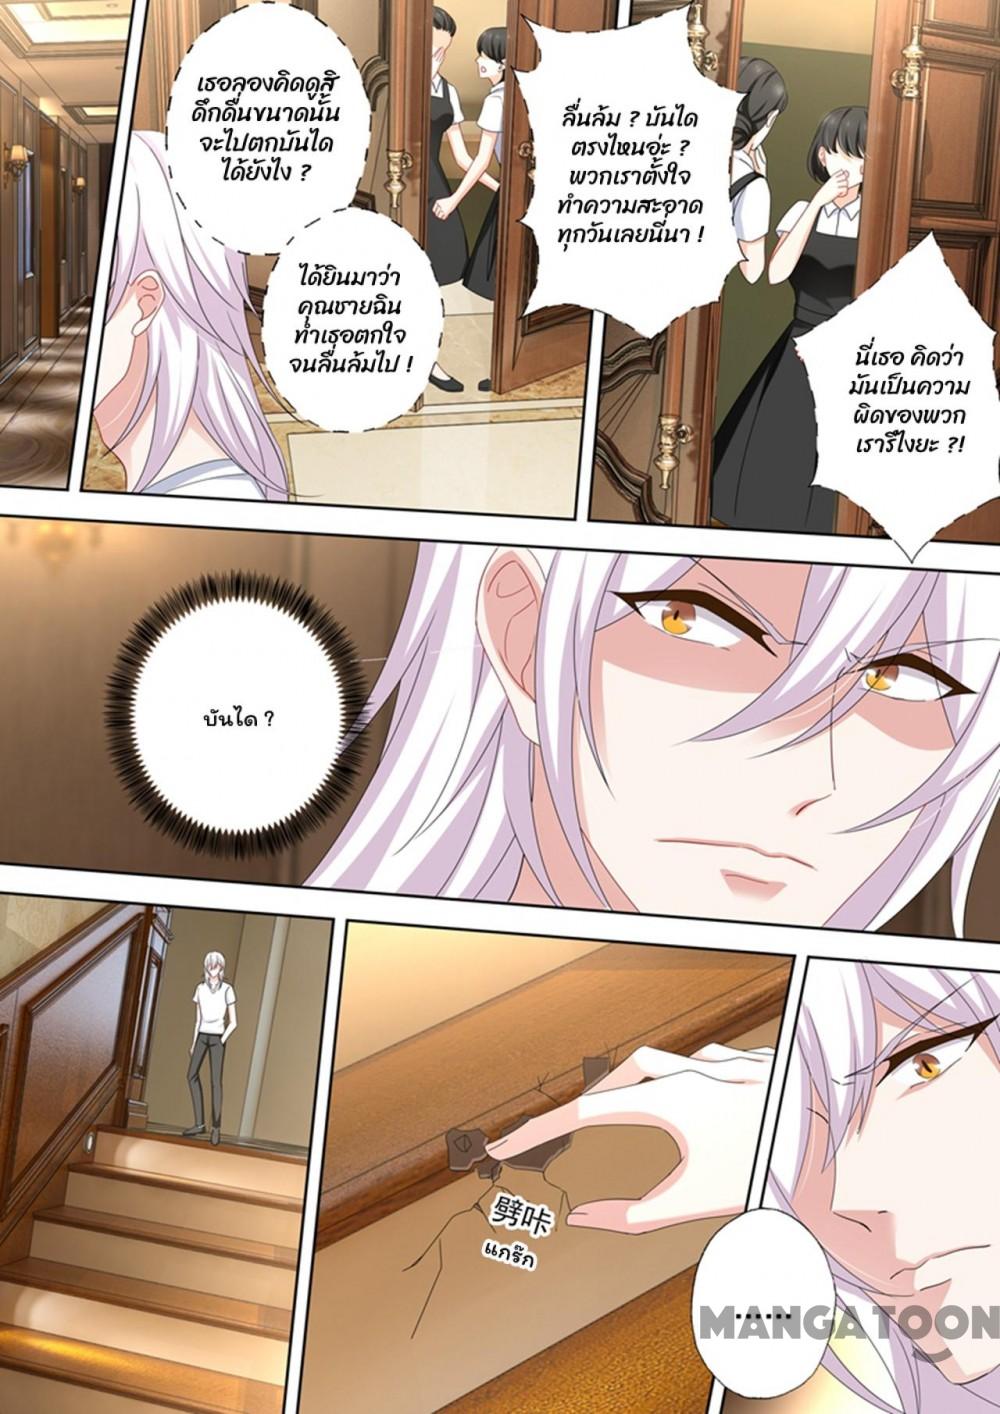 เธอลองคิดดูสิ
ดึกดื่นขนาดนั้น
จะไปตกบันได
ได้ยังไง ?
ได้ยินมาว่า
คุณชายฉิน
ทำเธอตกใจ
จนลื่นล้มไป !
ลื่นล้ม ? บันได
ตรงไหนอ่ะ ?
พวกเราตั้งใจ
ทำความสะอาด
ทุกวันเลยนี่นา !
นี่เธอ คิดว่า
มันเป็นความ
ผิดของพวก
เรารึไงยะ ?!
บันได ?
劈咔
แกร๊ก
......
MANGATOON